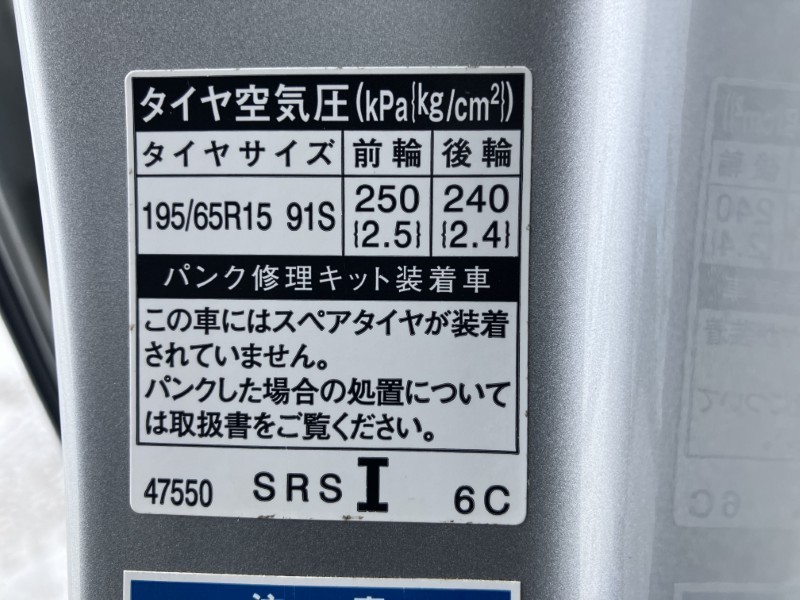 タイヤ空気圧(kPa{kg/cm²})
タイヤサイズ 前輪 後輪
195/65R15 91S 250 {2.5} 240 {2.4}
パンク修理キット装着車
この車にはスペアタイヤが装着
されていません。
パンクした場合の処置について
は取扱書をご覧ください。
47550 SRS I 6C